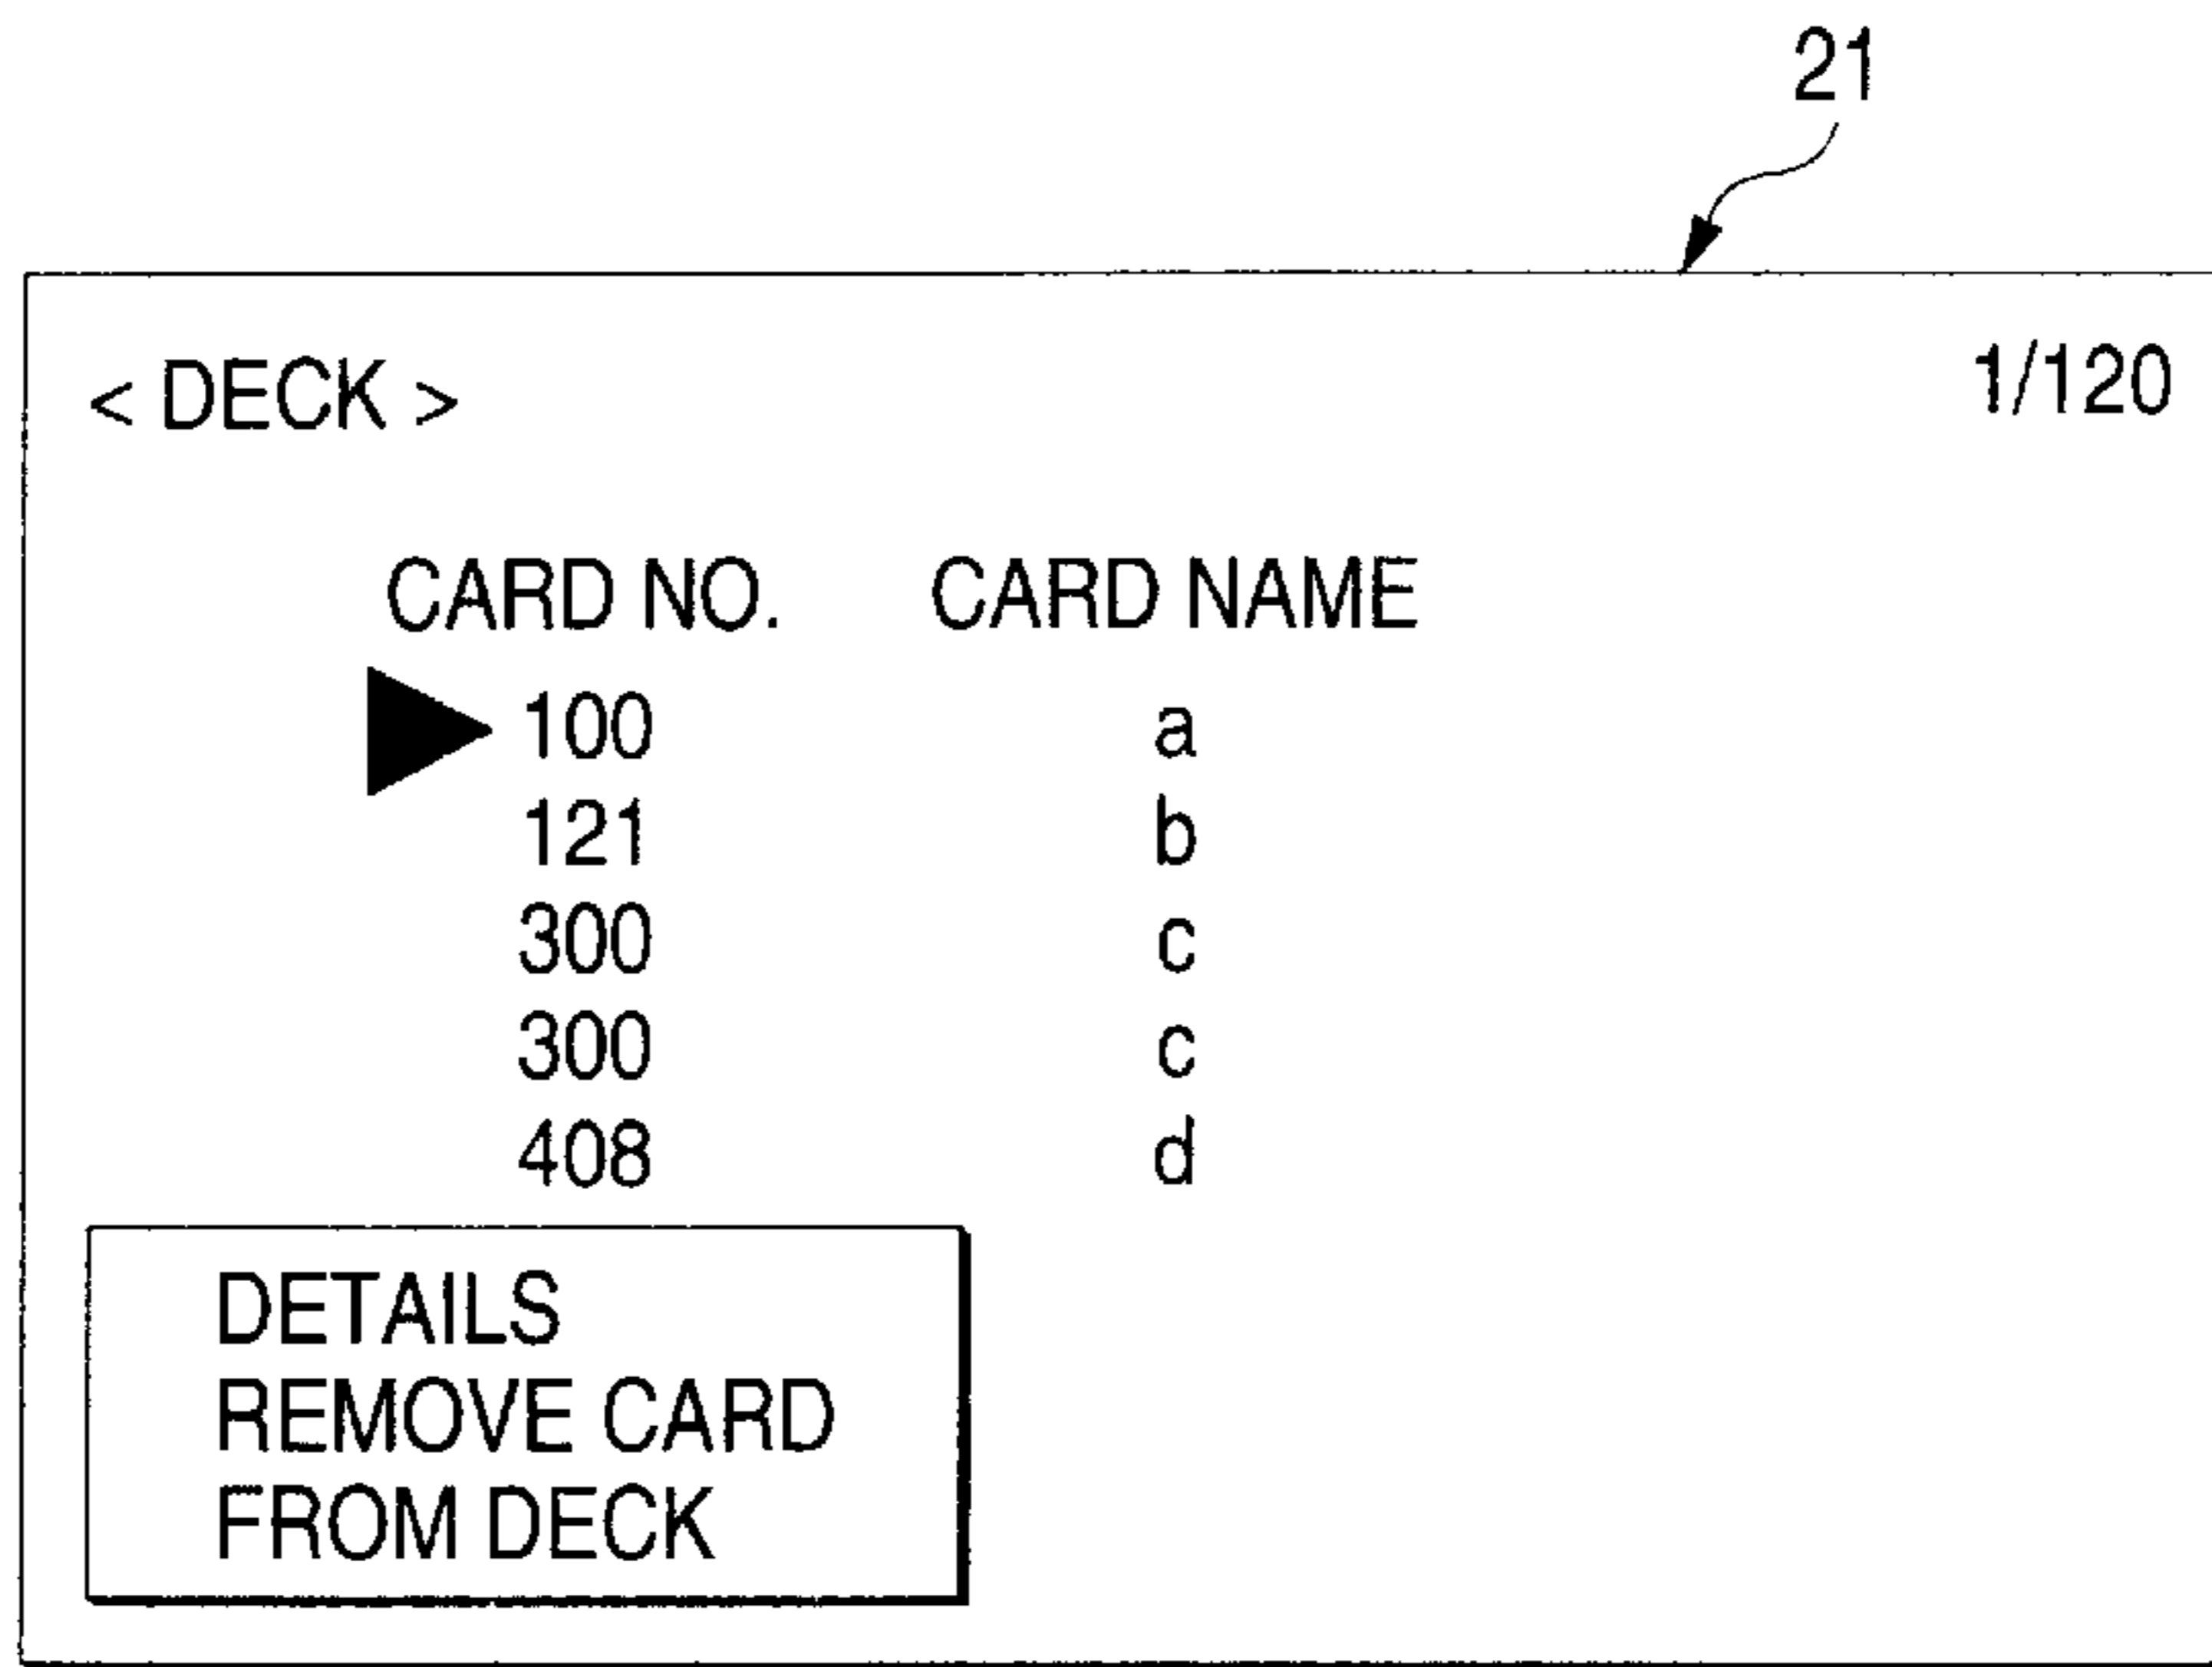 21
< DECK > 1/120
CARD NO. CARD NAME
100 a
121 b
300 c
300 c
408 d
DETAILS
REMOVE CARD
FROM DECK